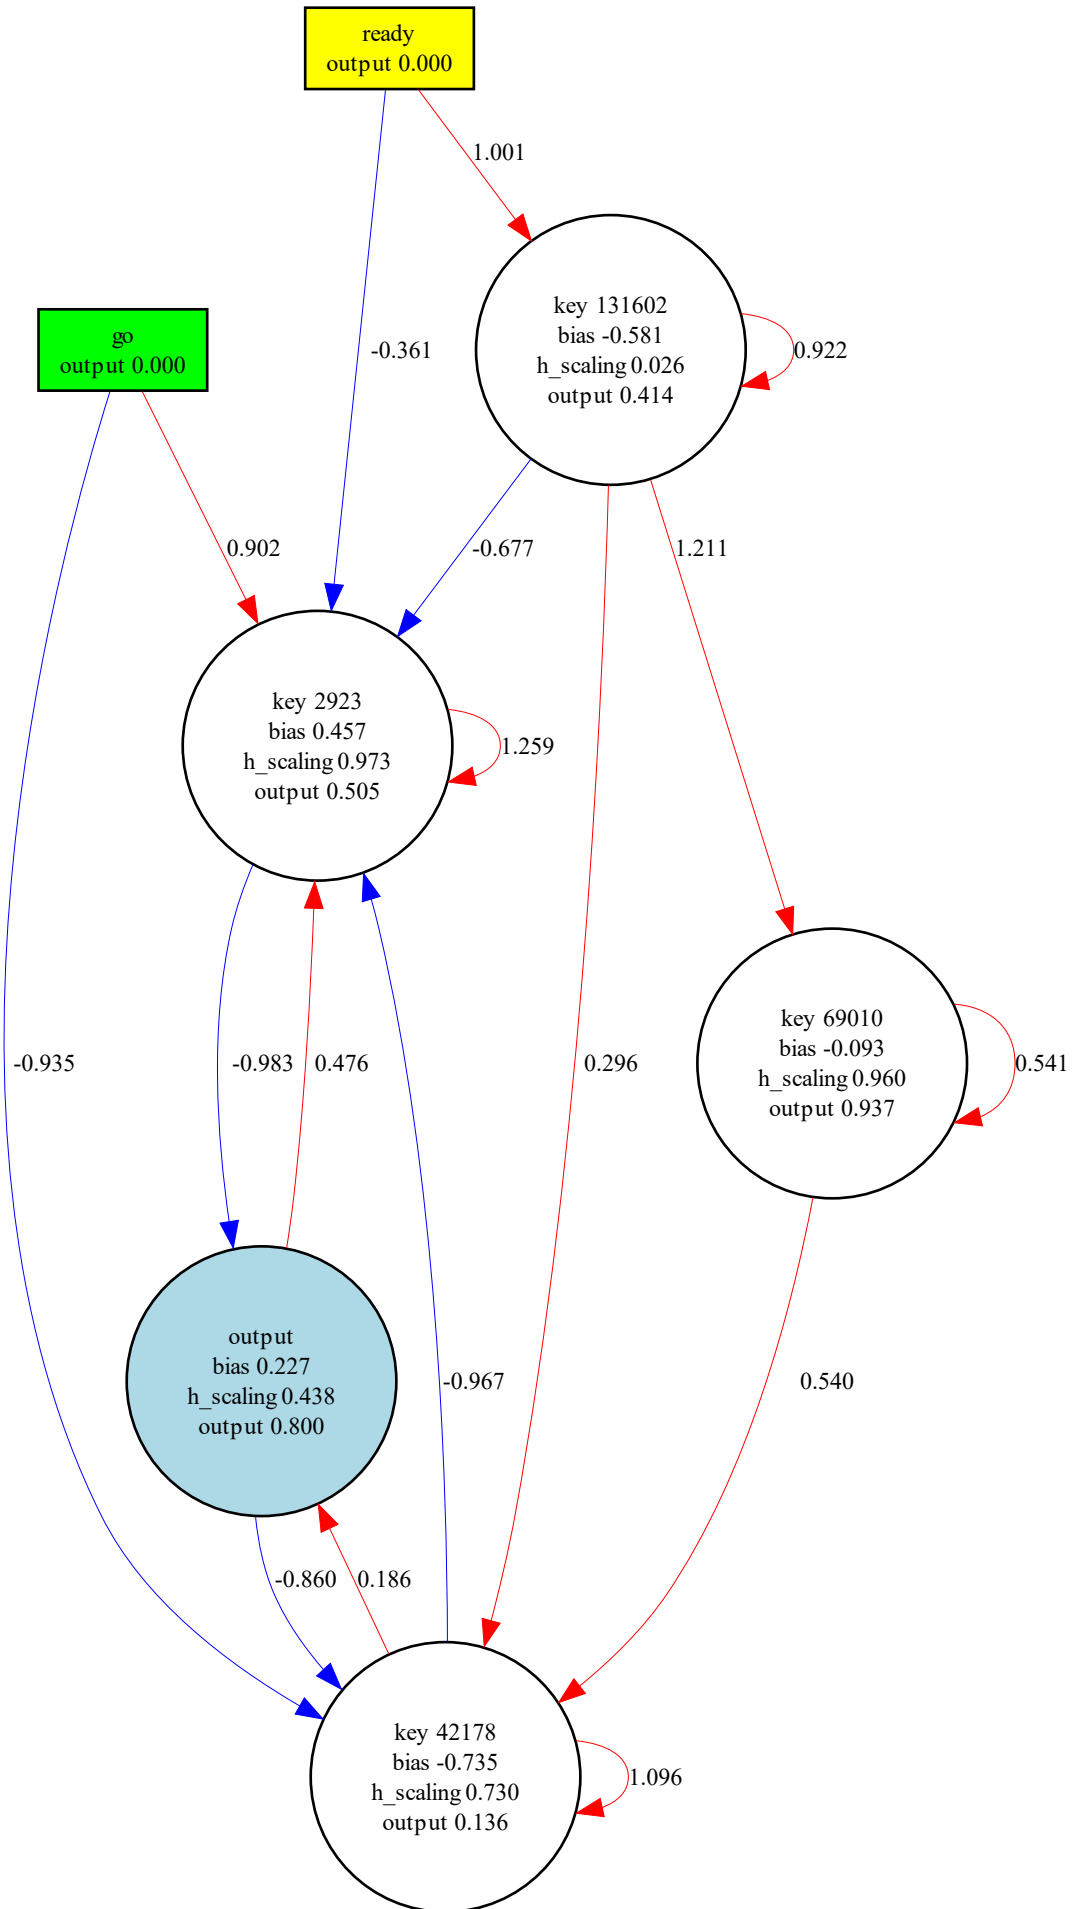 ready
output 0.000
1.001
key 131602
bias -0.581
h_scaling 0.026
output 0.414
0.922
go
output 0.000
-0.361
0.902
-0.677
1.211
key 2923
bias 0.457
h_scaling 0.973
output 0.505
1.259
key 69010
bias -0.093
h_scaling 0.960
output 0.937
0.541
-0.935
-0.983
0.476
0.296
output
bias 0.227
h_scaling 0.438
output 0.800
-0.967
0.540
-0.860
0.186
key 42178
bias -0.735
h_scaling 0.730
output 0.136
1.096